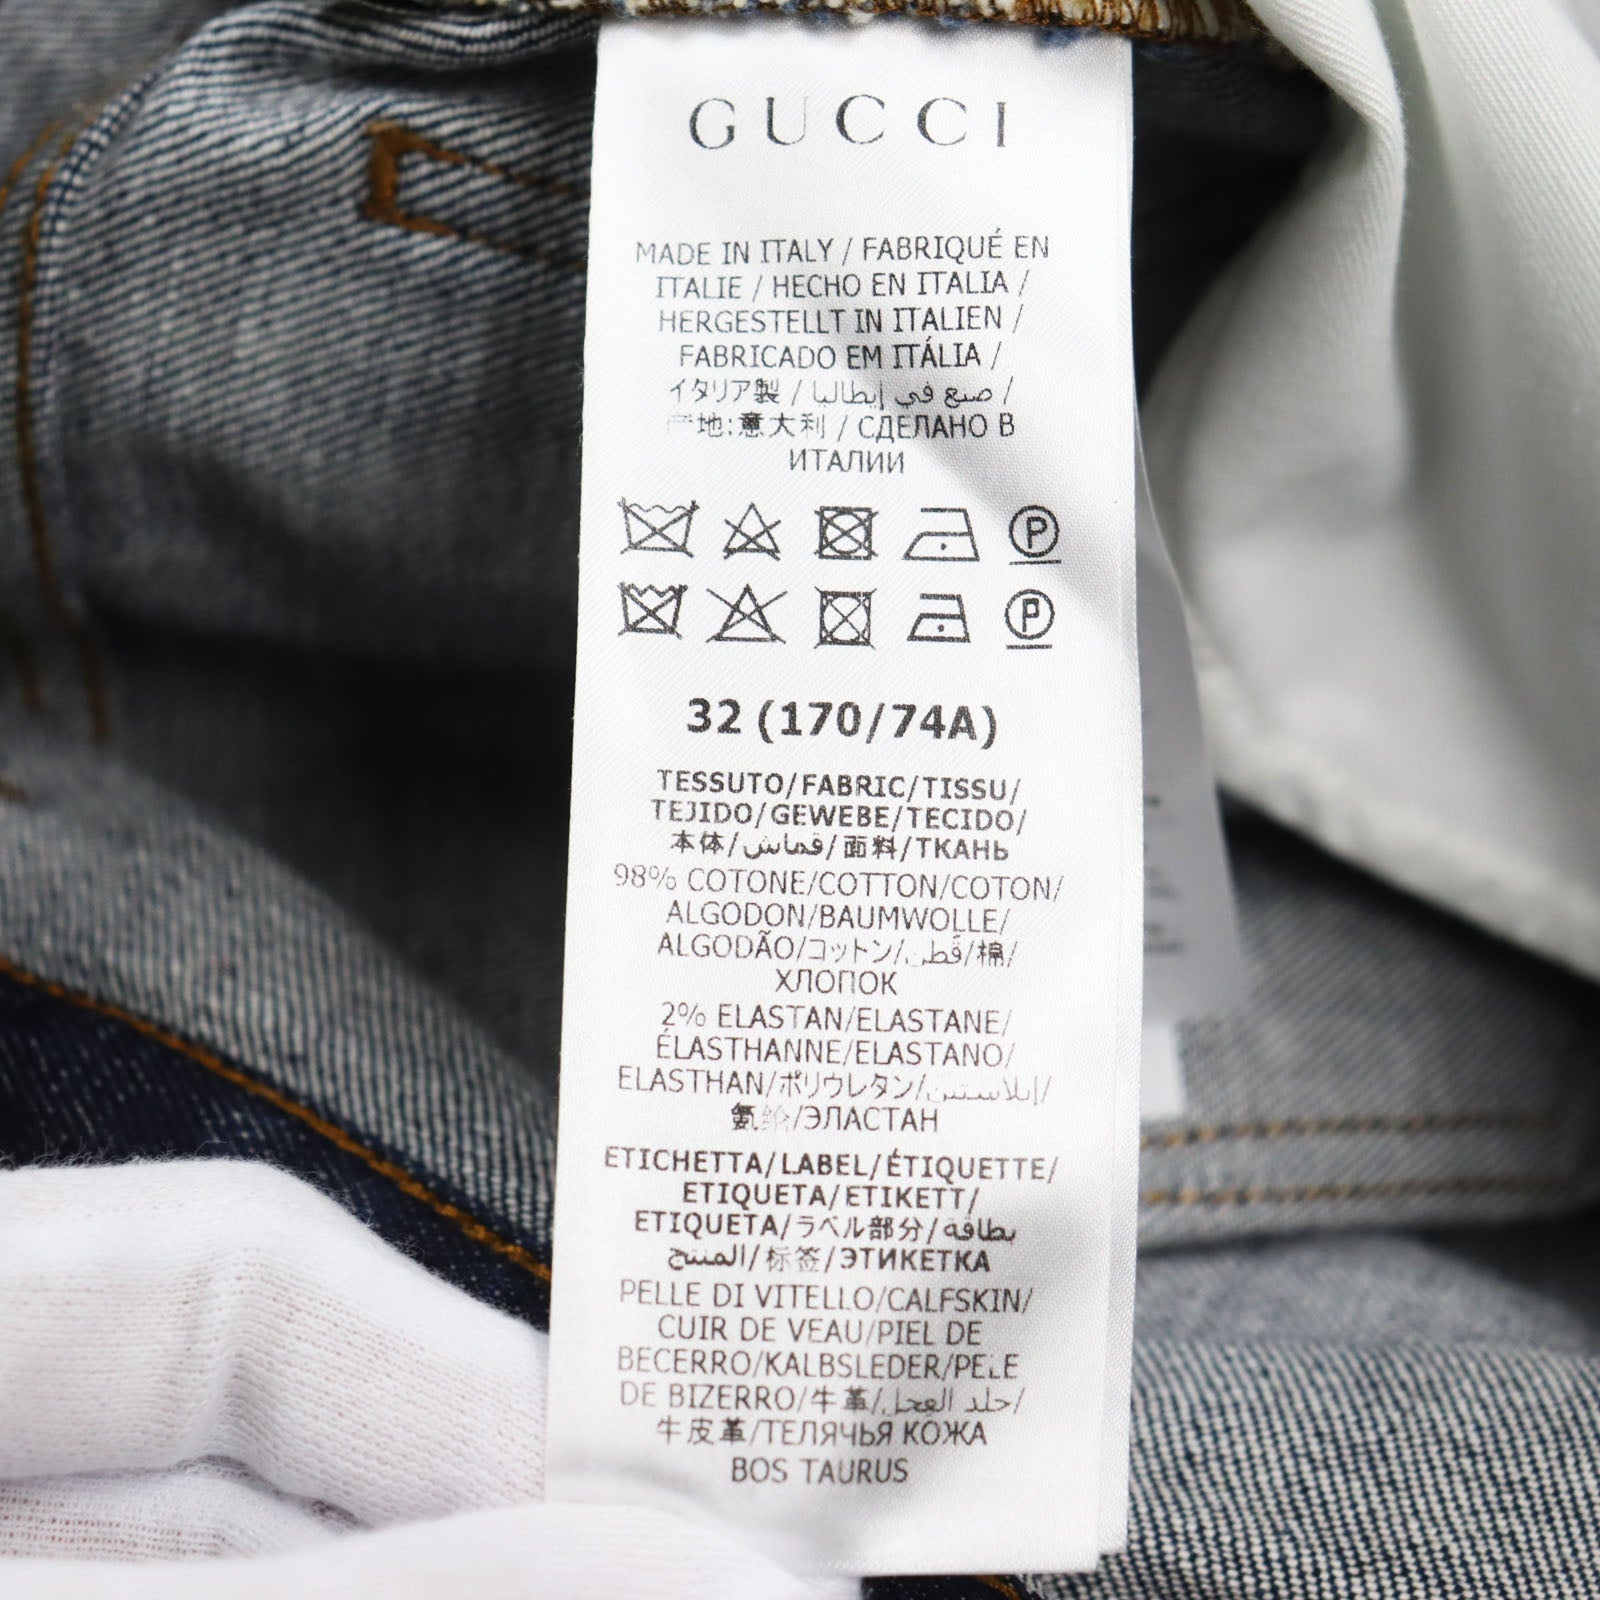 GUCCI
MADE IN ITALY / FABRIQUÉ EN
ITALIE / HECHO EN ITALIA /
HERGESTELLT IN ITALIEN /
FABRICADO EM ITÁLIA /
イタリア製 / صنع في إيطاليا /
产地:意大利 / СДЕЛАНО В
ИТАЛИИ
P
P
32 (170/74A)
TESSUTO/FABRIC/TISSU/
TEJIDO/GEWEBE/TECIDO/
本体/قماش/面料/ТКАНЬ
98% COTONE/COTTON/COTON/
ALGODON/BAUMWOLLE/
ALGODÃO/コットン/قطن/棉/
ХЛОПОК
2% ELASTAN/ELASTANE/
ÉLASTHANNE/ELASTANO/
ELASTHAN/ポリウレタン/إيلاستين/
氨纶/ЭЛАСТАН
ETICHETTA/LABEL/ÉTIQUETTE/
ETIQUETA/ETIKETT/
ETIQUETA/ラベル部分/بطاقة
المنتج/标签/ЭТИКЕТКА
PELLE DI VITELLO/CALFSKIN/
CUIR DE VEAU/PIEL DE
BECERRO/KALBSLEDER/PELE
DE BIZERRO/牛革/جلد العجل/
牛皮革/ТЕЛЯЧЬЯ КОЖА
BOS TAURUS